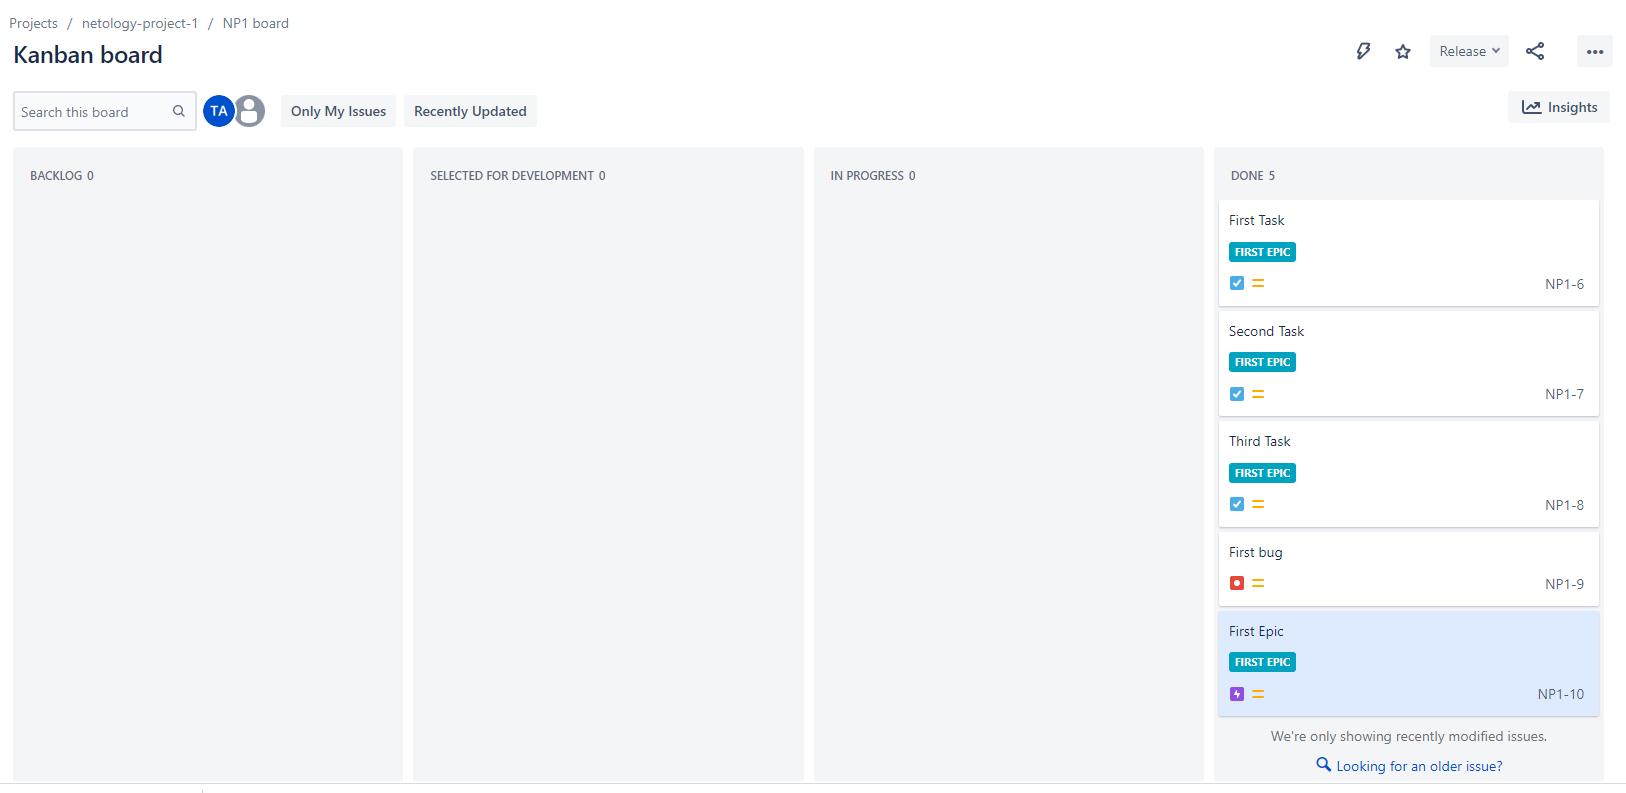 Projects / netology-project-1 / NP1 board
Kanban board
Release
Search this board
TA
Only My Issues
Recently Updated
Insights
BACKLOG 0
SELECTED FOR DEVELOPMENT 0
IN PROGRESS 0
DONE 5
First Task
FIRST EPIC
NP1-6
Second Task
FIRST EPIC
NP1-7
Third Task
FIRST EPIC
NP1-8
First bug
NP1-9
First Epic
FIRST EPIC
NP1-10
We're only showing recently modified issues.
Looking for an older issue?